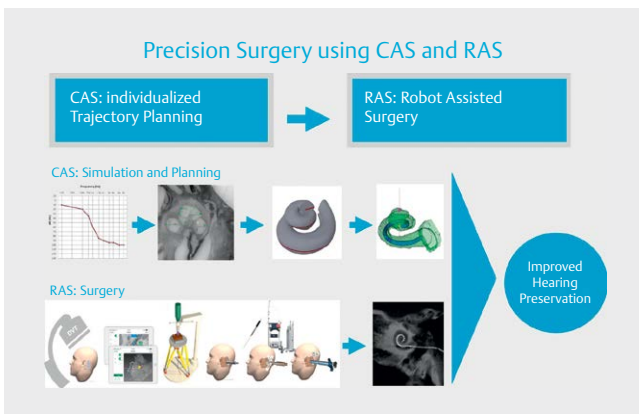 Precision Surgery using CAS and RAS
CAS: individualized
Trajectory Planning
RAS: Robot Assisted
Surgery
CAS: Simulation and Planning
RAS: Surgery
DVT
Improved
Hearing
Preservation